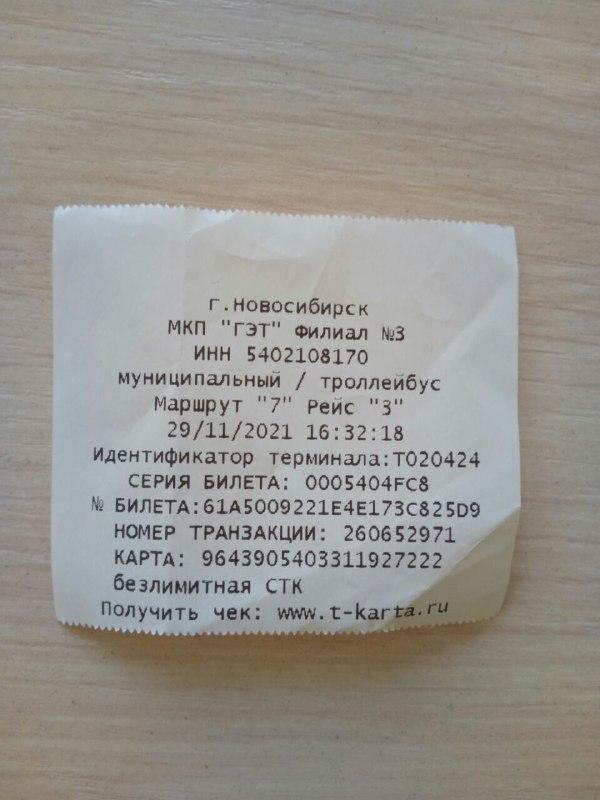 г.Новосибирск
МКП "ГЭТ" Филиал №3
ИНН 5402108170
муниципальный / троллейбус
Маршрут "7" Рейс "3"
29/11/2021 16:32:18
Идентификатор терминала:Т020424
СЕРИЯ БИЛЕТА: 0005404FC8
№ БИЛЕТА:61A5009221E4E173C825D9
НОМЕР ТРАНЗАКЦИИ: 260652971
КАРТА: 9643905403311927222
безлимитная СТК
Получить чек: www.t-karta.ru